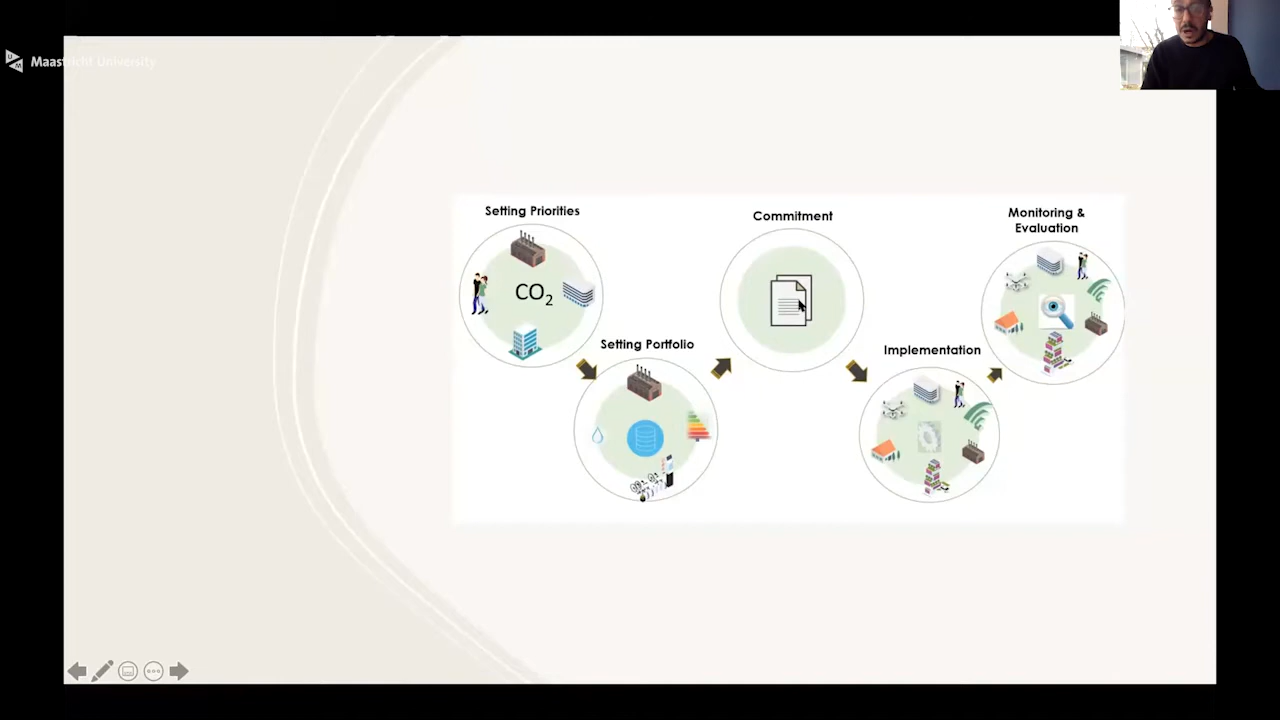 Maastricht University
Setting Priorities
CO2
Setting Portfolio
Commitment
Implementation
Monitoring &
Evaluation